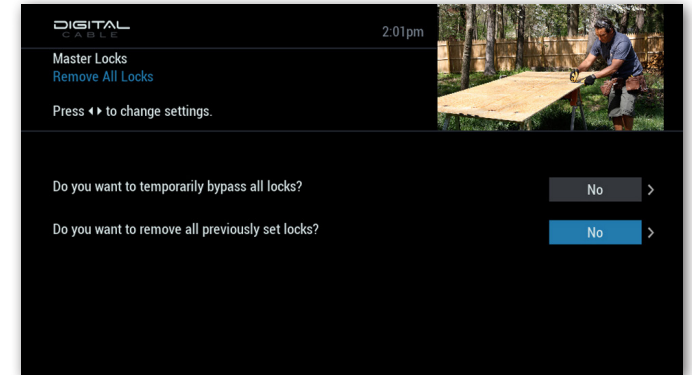 DIGITAL
CABLE
2:01pm
Master Locks
Remove All Locks
Press ◂ ▸ to change settings.
Do you want to temporarily bypass all locks? No >
Do you want to remove all previously set locks? No >